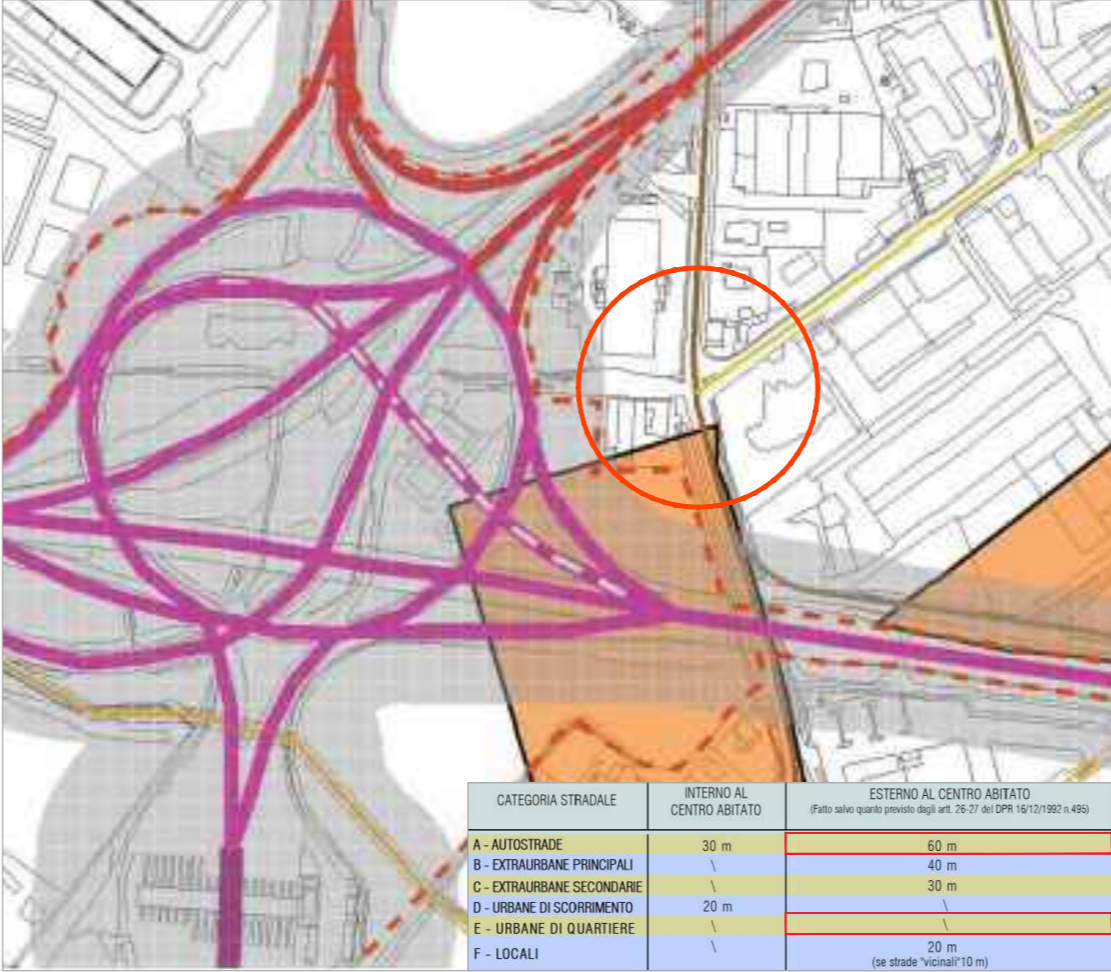 CATEGORIA STRADALE
INTERNO AL
CENTRO ABITATO
ESTERNO AL CENTRO ABITATO
(Fatto salvo quanto previsto dagli artt. 26-27 del DPR 16/12/1992 n.495)
A - AUTOSTRADE 30 m 60 m
B - EXTRAURBANE PRINCIPALI \ 40 m
C - EXTRAURBANE SECONDARIE \ 30 m
D - URBANE DI SCORRIMENTO 20 m \
E - URBANE DI QUARTIERE \ \
F - LOCALI \ 20 m
(se strade "vicinali"10 m)